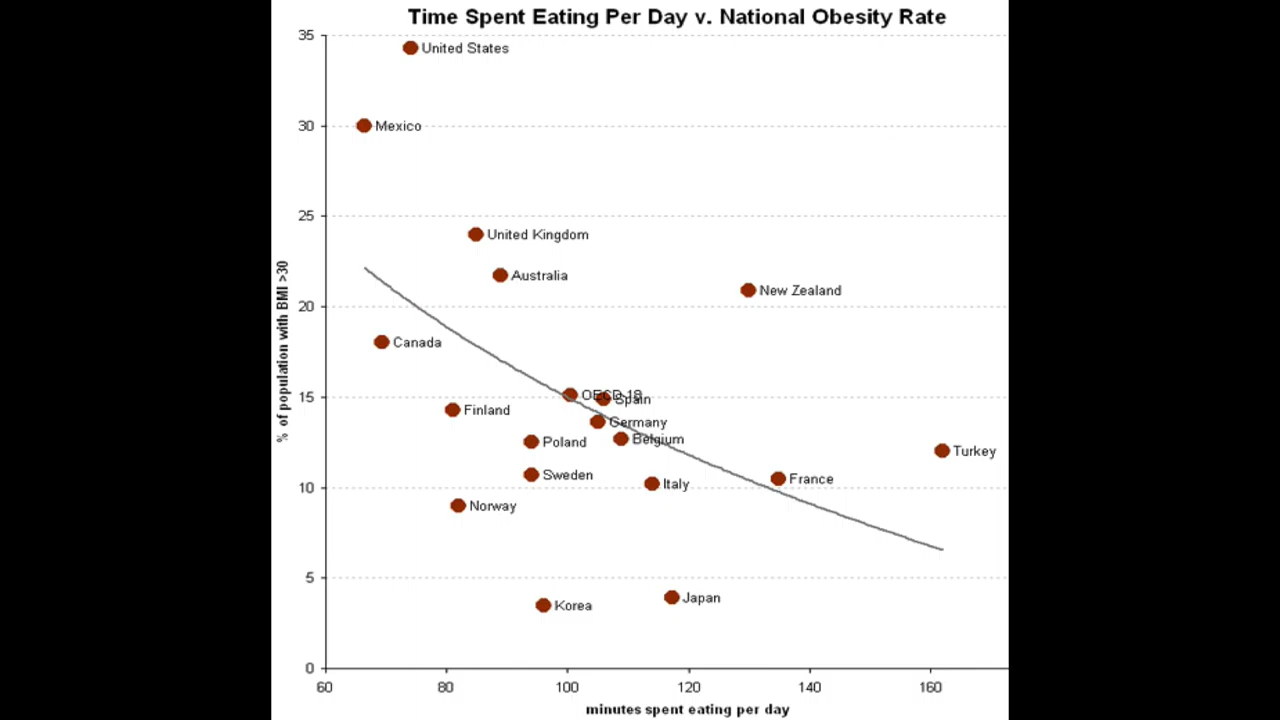 Time Spent Eating Per Day v. National Obesity Rate
35
United States
30
Mexico
25
United Kingdom
Australia
New Zealand
20
Canada
15
OECD-18
Spain
Finland
Germany
Belgium
Poland
Turkey
Sweden
France
Italy
10
Norway
5
Japan
Korea
0
% of population with BMI >30
60 80 100 120 140 160
minutes spent eating per day